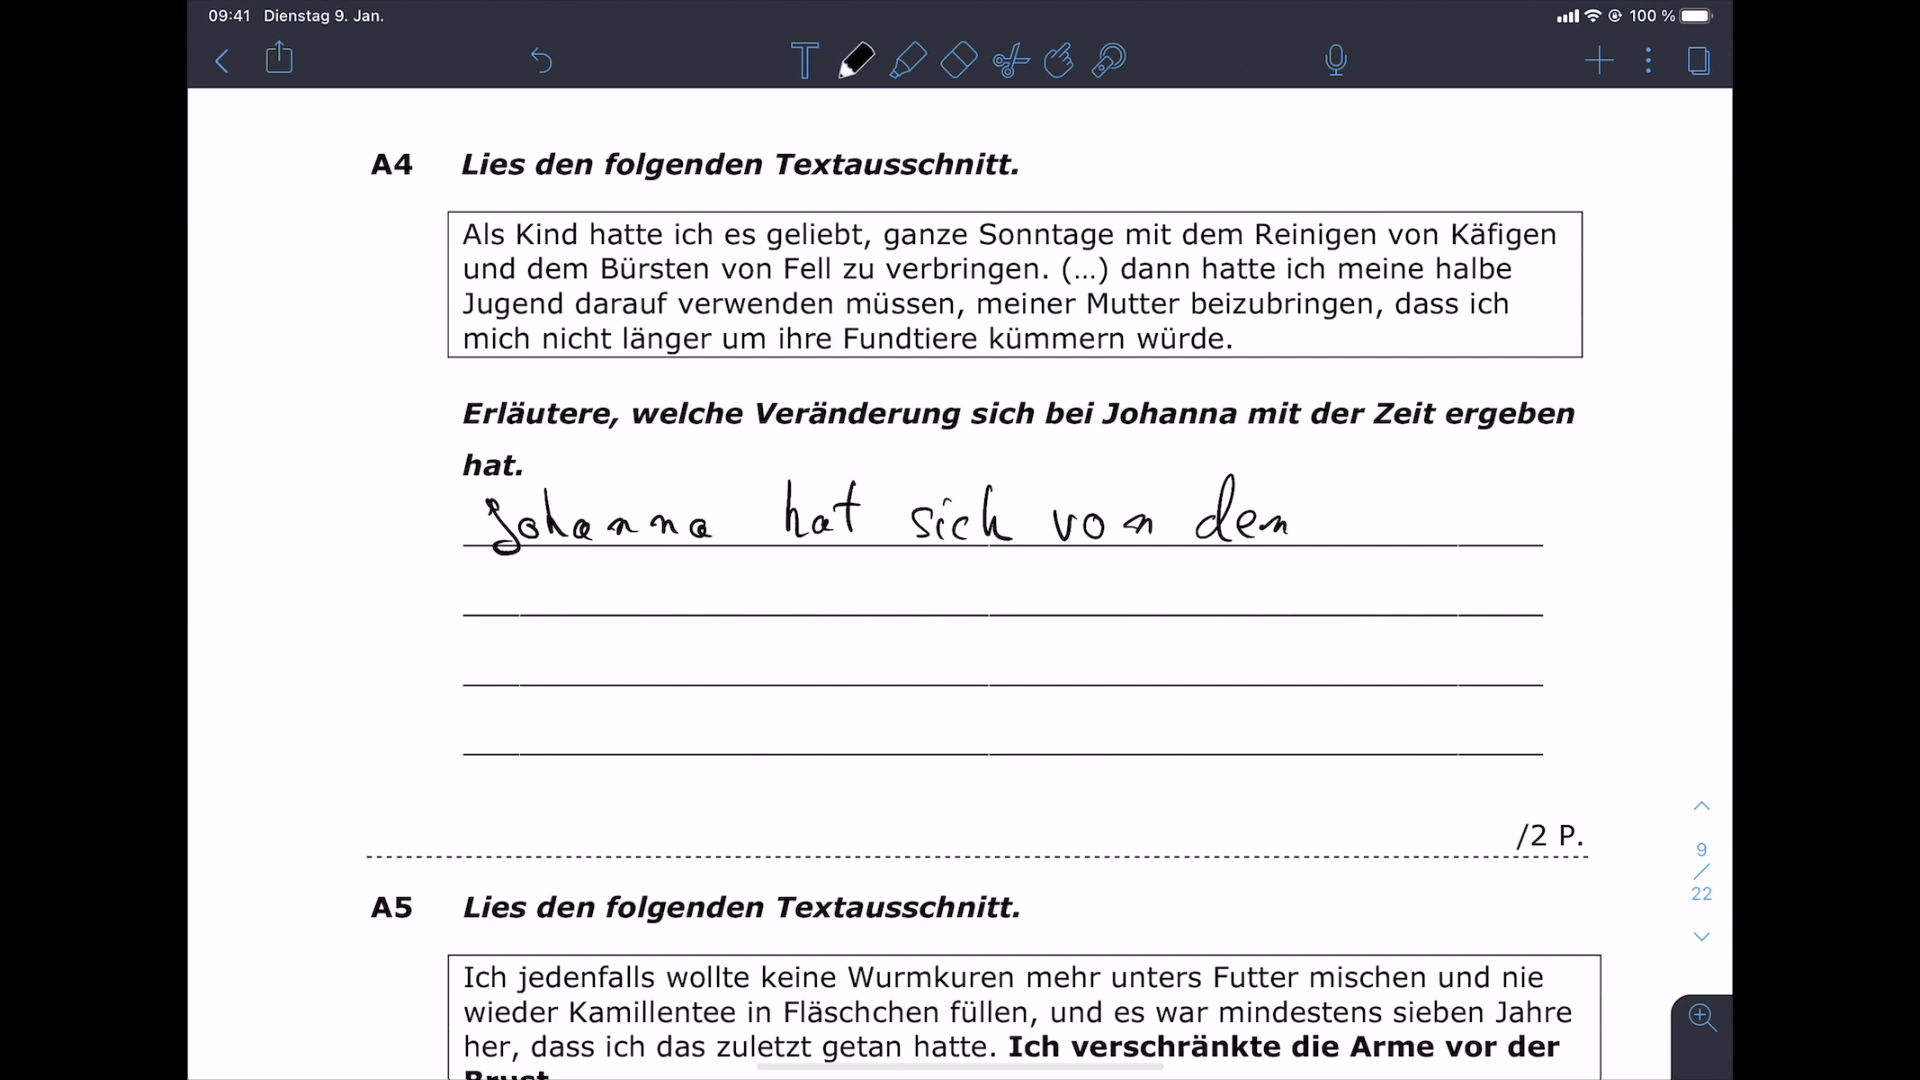 09:41 Dienstag 9. Jan.
100 %
A4 Lies den folgenden Textausschnitt.
Als Kind hatte ich es geliebt, ganze Sonntage mit dem Reinigen von Käfigen
und dem Bürsten von Fell zu verbringen. (…) dann hatte ich meine halbe
Jugend darauf verwenden müssen, meiner Mutter beizubringen, dass ich
mich nicht länger um ihre Fundtiere kümmern würde.
Erläutere, welche Veränderung sich bei Johanna mit der Zeit ergeben
hat.
Johanna hat sich von den
/2 P.
9
/
22
A5 Lies den folgenden Textausschnitt.
Ich jedenfalls wollte keine Wurmkuren mehr unters Futter mischen und nie
wieder Kamillentee in Fläschchen füllen, und es war mindestens sieben Jahre
her, dass ich das zuletzt getan hatte. Ich verschränkte die Arme vor der
Brust